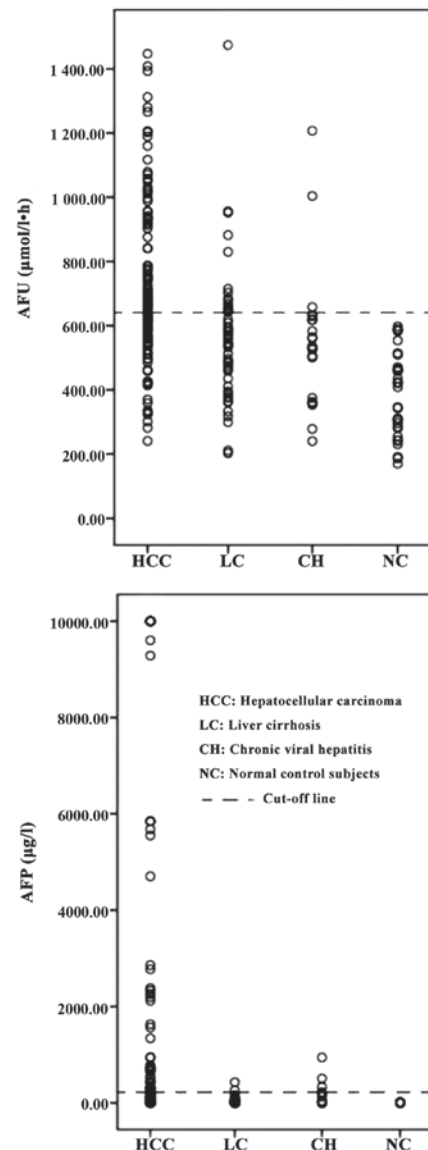 1 400.00
1 200.00
1 000.00
800.00
600.00
400.00
200.00
0.00
AFU (μmol/l•h)
HCC LC CH NC
10000.00
8000.00
6000.00
4000.00
2000.00
0.00
AFP (μg/l)
HCC: Hepatocellular carcinoma
LC: Liver cirrhosis
CH: Chronic viral hepatitis
NC: Normal control subjects
Cut-off line
HCC LC CH NC